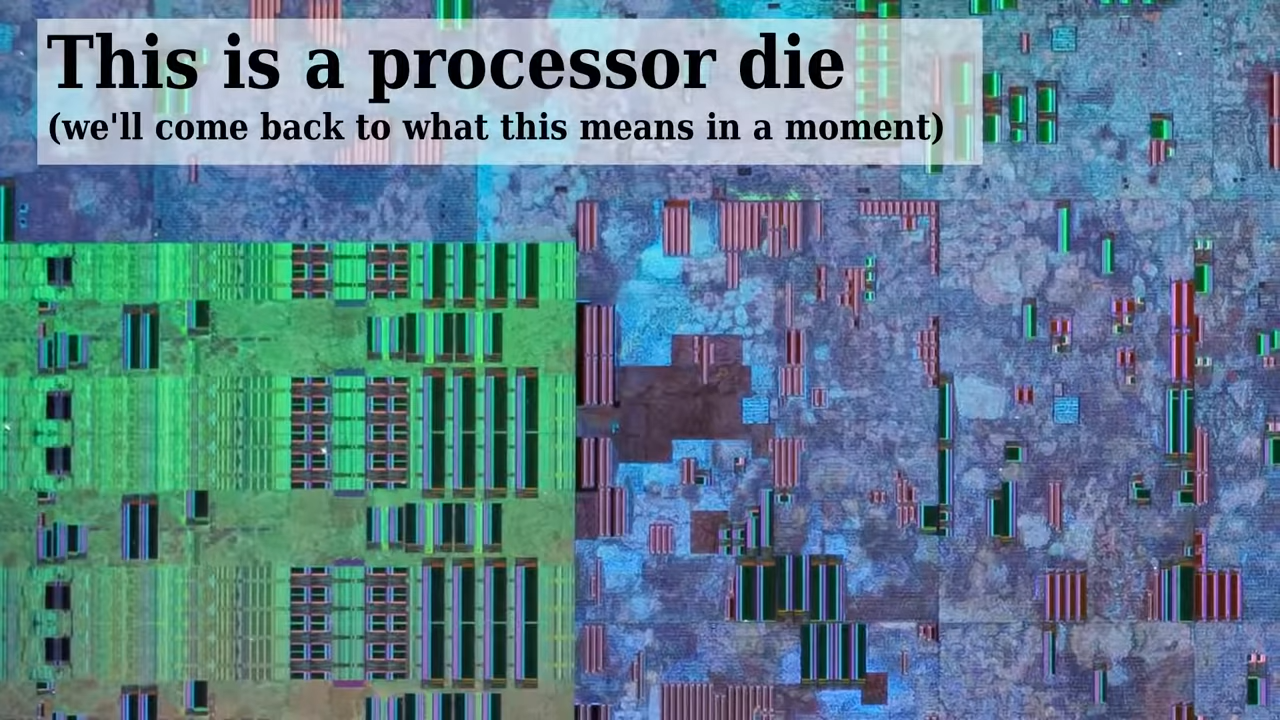 This is a processor die
(we'll come back to what this means in a moment)